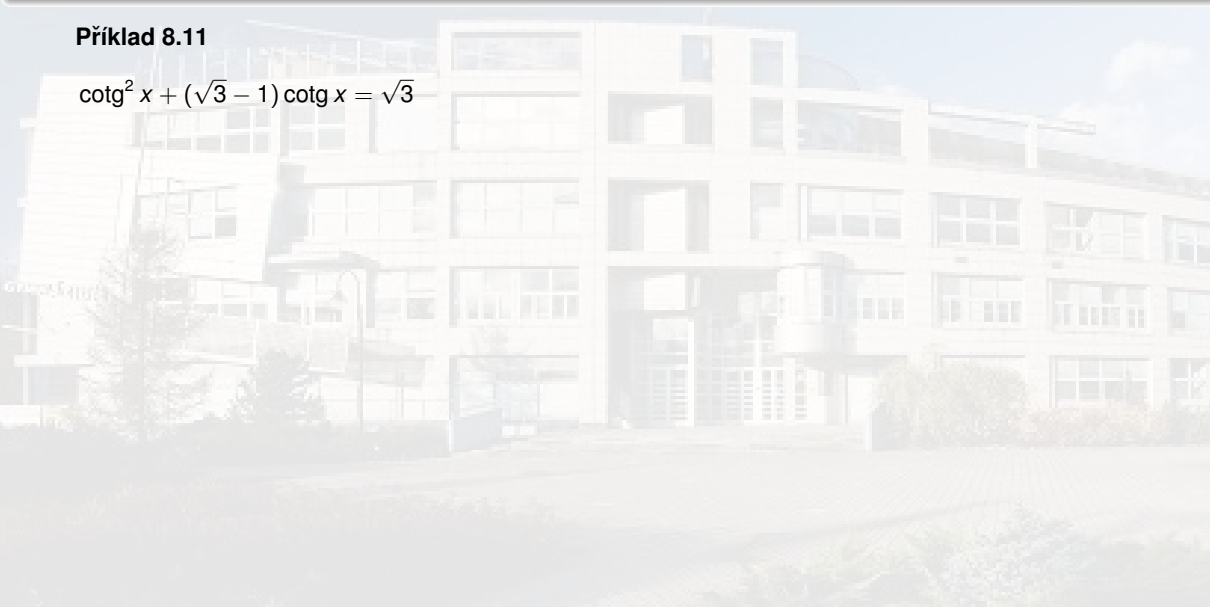 Příklad 8.11
cotg² x + (√3 − 1) cotg x = √3